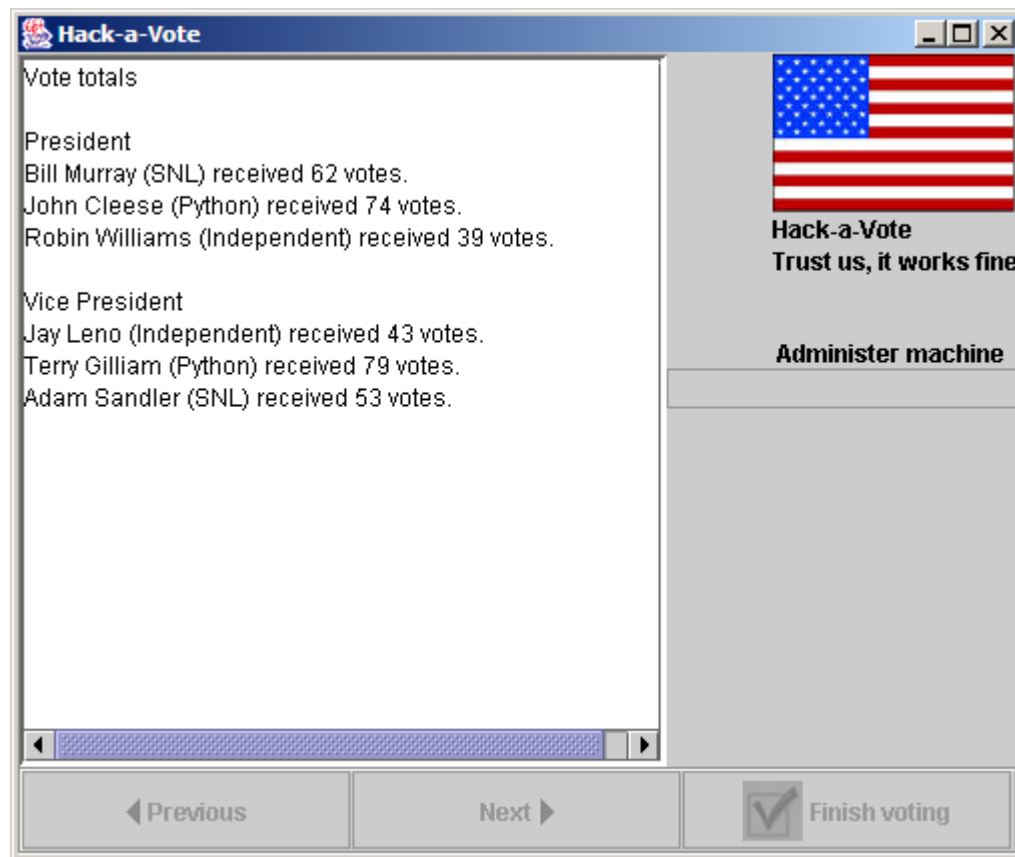 Hack-a-Vote
Vote totals
President
Bill Murray (SNL) received 62 votes.
John Cleese (Python) received 74 votes.
Robin Williams (Independent) received 39 votes.
Vice President
Jay Leno (Independent) received 43 votes.
Terry Gilliam (Python) received 79 votes.
Adam Sandler (SNL) received 53 votes.
Hack-a-Vote
Trust us, it works fine
Administer machine
Previous
Next
Finish voting